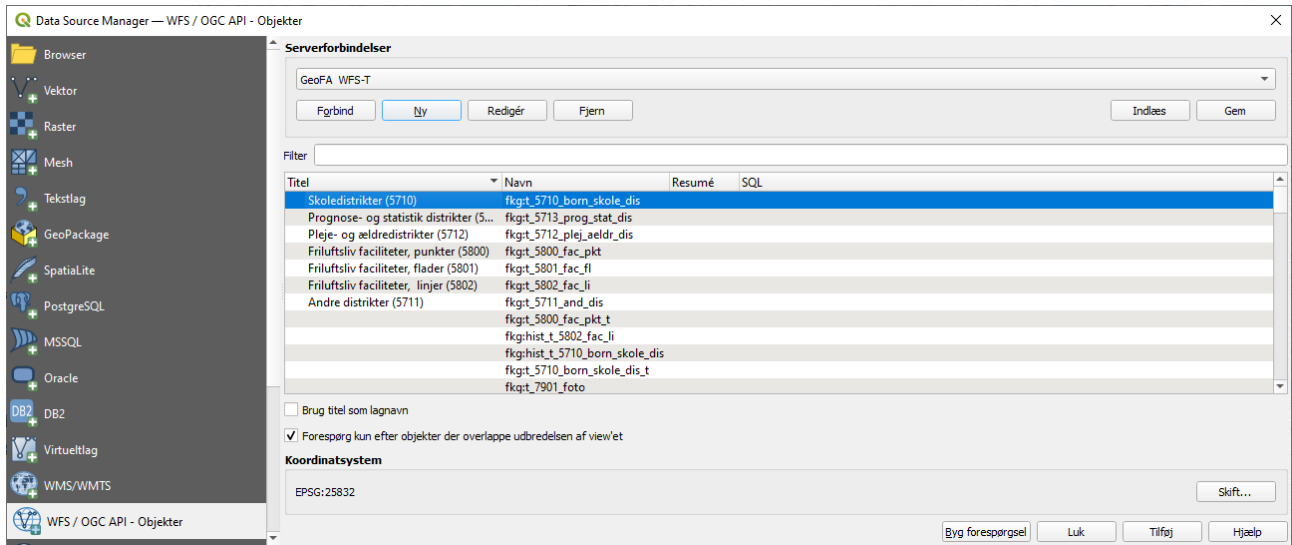 Data Source Manager — WFS / OGC API - Objekter
Browser
Vektor
Raster
Mesh
Tekstlag
GeoPackage
SpatiaLite
PostgreSQL
MSSQL
Oracle
DB2 DB2
Virtueltlag
WMS/WMTS
WFS / OGC API - Objekter
Serverforbindelser
GeoFA WFS-T
Forbind Ny Redigér Fjern Indlæs Gem
Filter
Titel Navn Resumé SQL
Skoledistrikter (5710) fkg:t_5710_born_skole_dis
Prognose- og statistik distrikter (5... fkg:t_5713_prog_stat_dis
Pleje- og ældredistrikter (5712) fkg:t_5712_plej_aeldr_dis
Friluftsliv faciliteter, punkter (5800) fkg:t_5800_fac_pkt
Friluftsliv faciliteter, flader (5801) fkg:t_5801_fac_fl
Friluftsliv faciliteter, linjer (5802) fkg:t_5802_fac_li
Andre distrikter (5711) fkg:t_5711_and_dis
fkg:t_5800_fac_pkt_t
fkg:hist_t_5802_fac_li
fkg:hist_t_5710_born_skole_dis
fkg:t_5710_born_skole_dis_t
fkg:t_7901_foto
Brug titel som lagnavn
Forespørg kun efter objekter der overlappe udbredelsen af view'et
Koordinatsystem
EPSG:25832
Skift...
Byg forespørgsel Luk Tilføj Hjælp